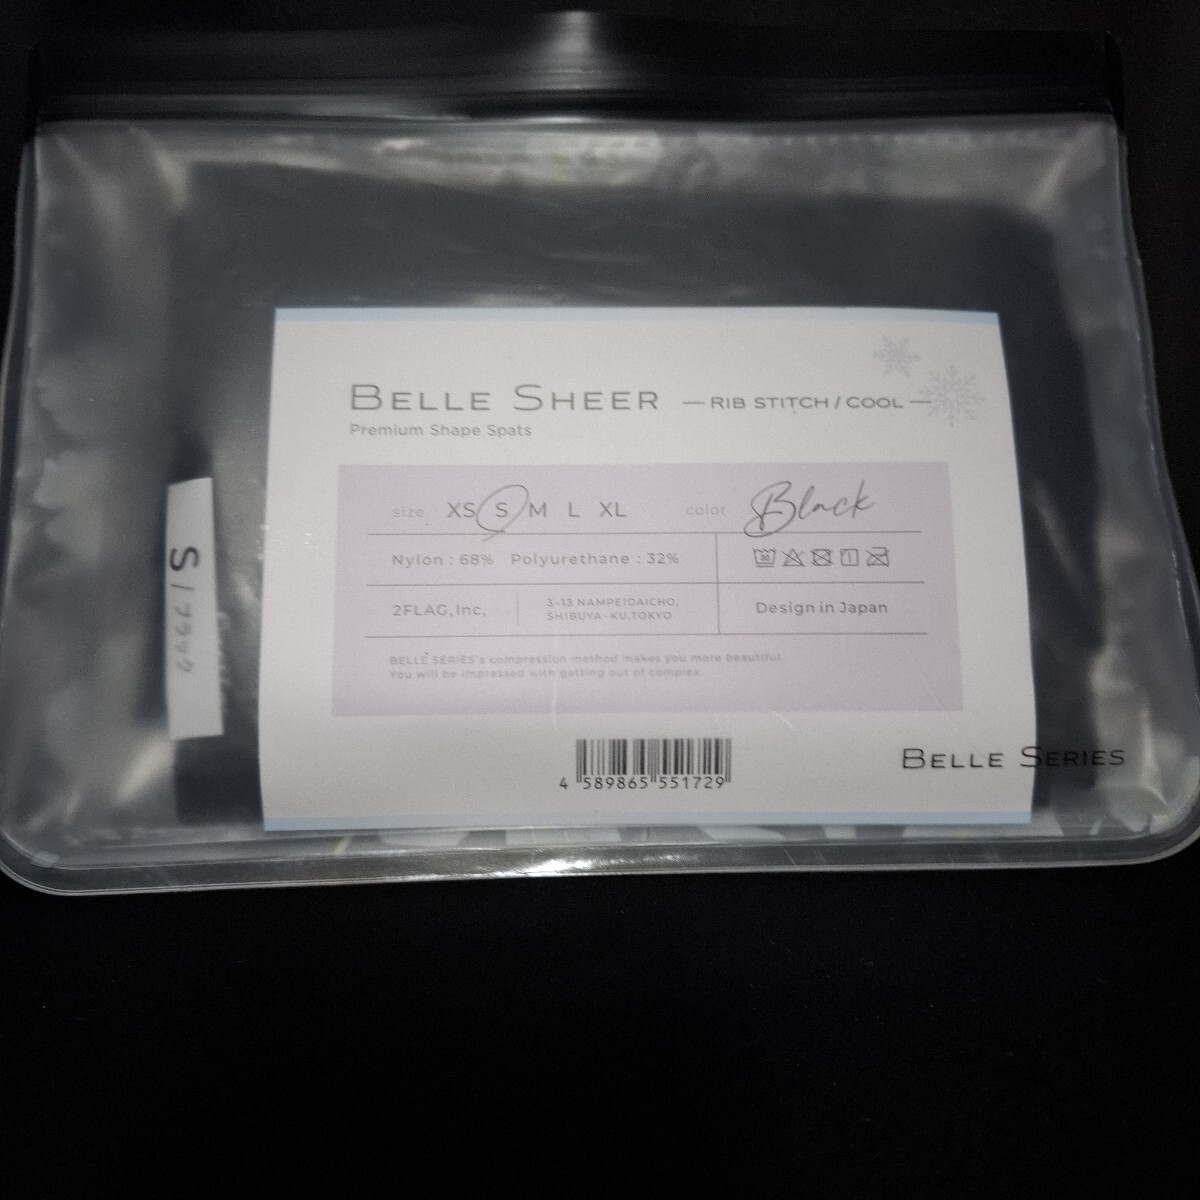 BELLE SHEER —RIB STITCH/COOL—
Premium Shape Spats
size XS S M L XL color Black
Nylon : 68% Polyurethane : 32%
30
2FLAG,Inc,
3-13 NAMPEIDAICHO,
SHIBUYA-KU,TOKYO
Design in Japan
BELLE SERIES's compression method makes you more beautiful.
You will be impressed with getting out of complex.
4 589865 551729
BELLE SERIES
S/